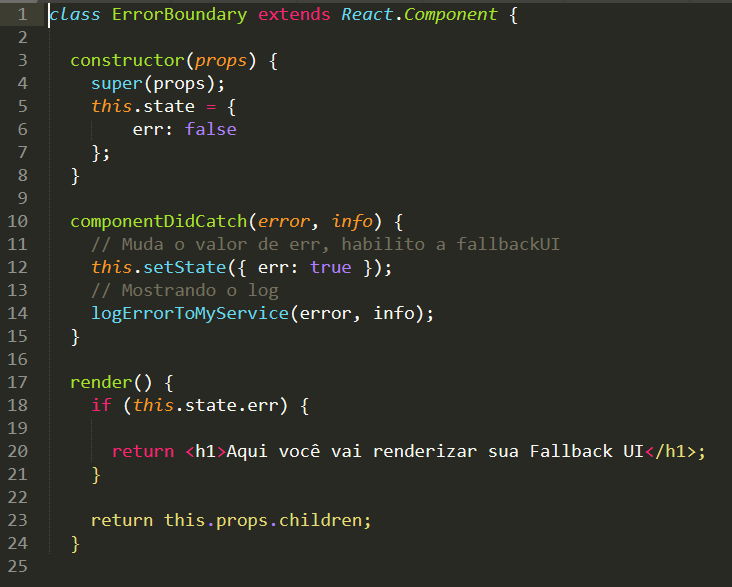 1 class ErrorBoundary extends React.Component {
2
3   constructor(props) {
4     super(props);
5     this.state = {
6         err: false
7     };
8   }
9
10   componentDidCatch(error, info) {
11     // Muda o valor de err, habilito a fallbackUI
12     this.setState({ err: true });
13     // Mostrando o log
14     logErrorToMyService(error, info);
15   }
16
17   render() {
18     if (this.state.err) {
19
20       return <h1>Aqui você vai renderizar sua Fallback UI</h1>;
21     }
22
23     return this.props.children;
24   }
25